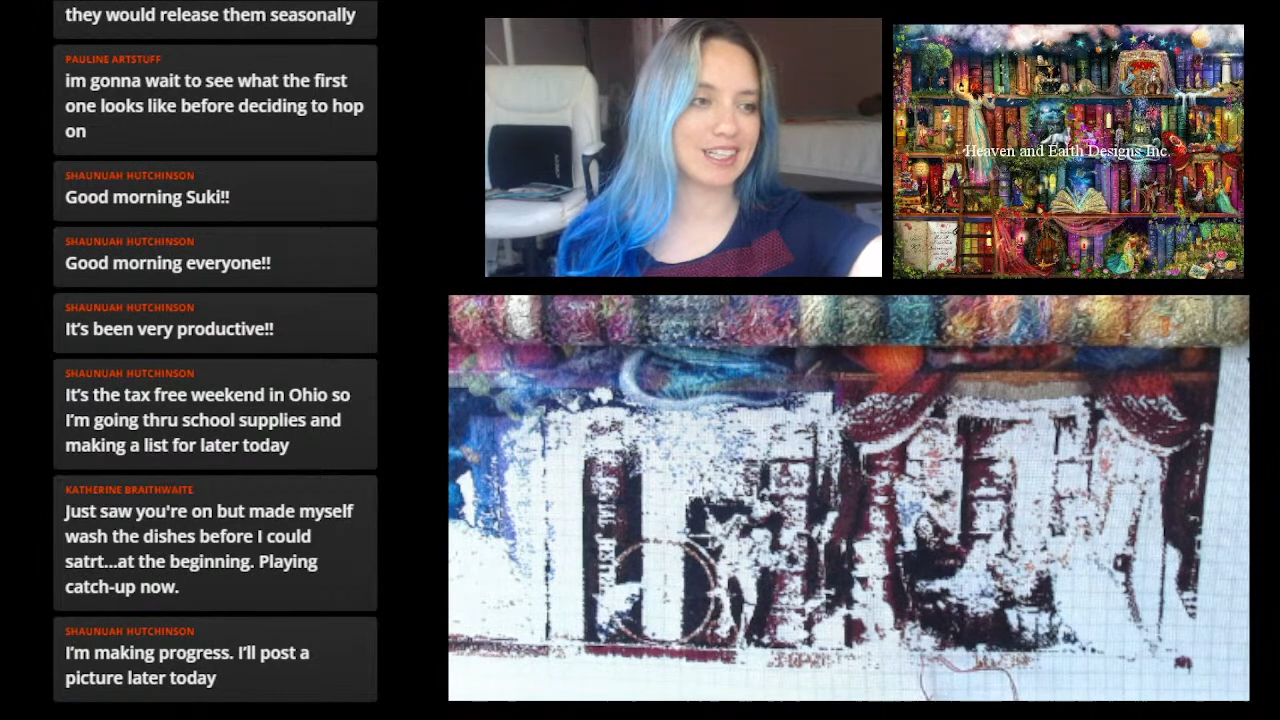 they would release them seasonally
PAULINE ARTSTUFF
im gonna wait to see what the first
one looks like before deciding to hop
on
SHAUNUAH HUTCHINSON
Good morning Suki!!
SHAUNUAH HUTCHINSON
Good morning everyone!!
SHAUNUAH HUTCHINSON
It's been very productive!!
SHAUNUAH HUTCHINSON
It's the tax free weekend in Ohio so
I'm going thru school supplies and
making a list for later today
KATHERINE BRAITHWAITE
Just saw you're on but made myself
wash the dishes before I could
satrt...at the beginning. Playing
catch-up now.
SHAUNUAH HUTCHINSON
I'm making progress. I'll post a
picture later today
Heaven and Earth Designs Inc.